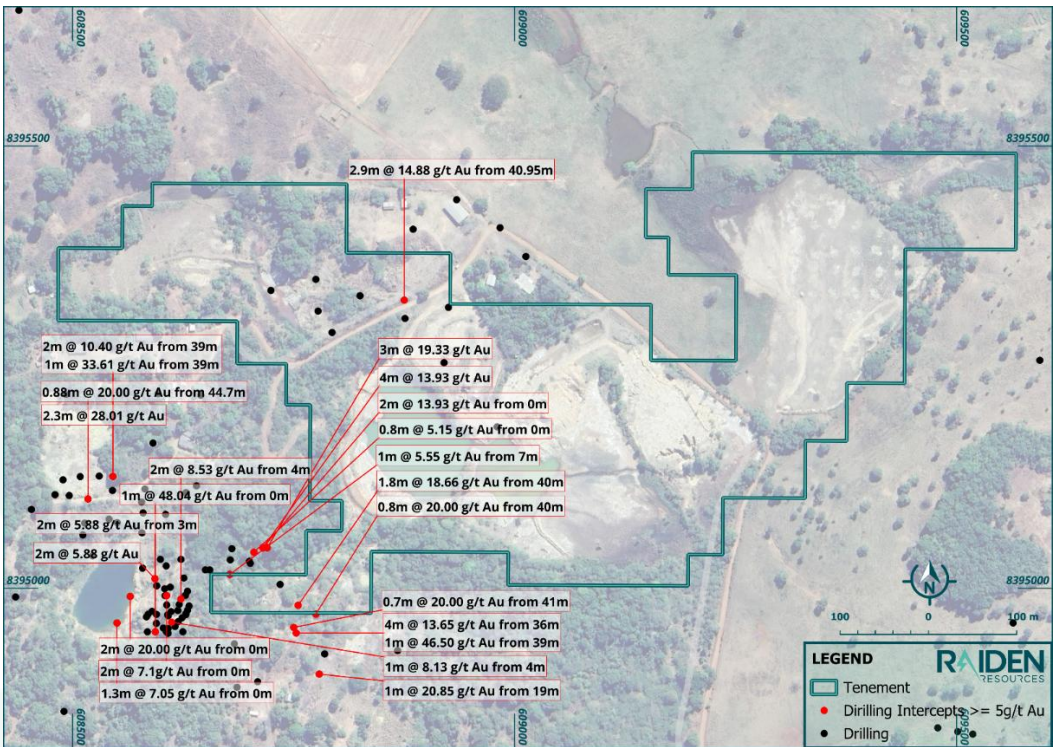 605800
606000
606500
8395500
8395500
2.9m @ 14.88 g/t Au from 40.95m
2m @ 10.40 g/t Au from 39m
1m @ 33.61 g/t Au from 39m
0.88m @ 20.00 g/t Au from 44.7m
2.3m @ 28.01 g/t Au
3m @ 19.33 g/t Au
4m @ 13.93 g/t Au
2m @ 13.93 g/t Au from 0m
0.8m @ 5.15 g/t Au from 0m
1m @ 5.55 g/t Au from 7m
1.8m @ 18.66 g/t Au from 40m
0.8m @ 20.00 g/t Au from 40m
2m @ 8.53 g/t Au from 4m
1m @ 48.04 g/t Au from 0m
2m @ 5.88 g/t Au from 3m
2m @ 5.88 g/t Au
8395000
8395000
0.7m @ 20.00 g/t Au from 41m
4m @ 13.65 g/t Au from 36m
1m @ 46.50 g/t Au from 39m
1m @ 8.13 g/t Au from 4m
1m @ 20.85 g/t Au from 19m
2m @ 20.00 g/t Au from 0m
2m @ 7.1g/t Au from 0m
1.3m @ 7.05 g/t Au from 0m
N
100 0 100 m
LEGEND
RAIDEN
RESOURCES
Tenement
Drilling Intercepts >= 5g/t Au
Drilling